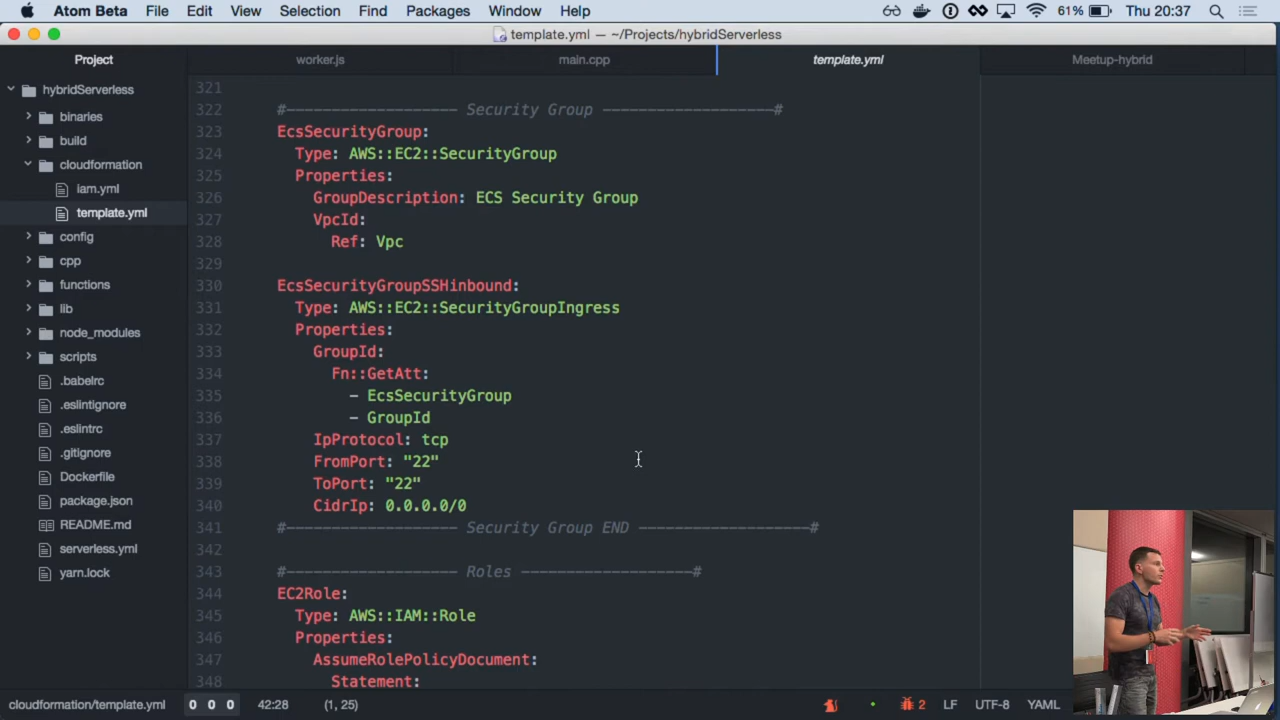 Atom Beta File Edit View Selection Find Packages Window Help 61% Thu 20:37
template.yml — ~/Projects/hybridServerless
Project
worker.js main.cpp template.yml Meetup-hybrid
hybridServerless
binaries
build
cloudformation
iam.yml
template.yml
config
cpp
functions
lib
node_modules
scripts
.babelrc
.eslintignore
.eslintrc
.gitignore
Dockerfile
package.json
README.md
serverless.yml
yarn.lock
321
322 #------------------- Security Group -------------------#
323 EcsSecurityGroup:
324 Type: AWS::EC2::SecurityGroup
325 Properties:
326 GroupDescription: ECS Security Group
327 VpcId:
328 Ref: Vpc
329
330 EcsSecurityGroupSSHinbound:
331 Type: AWS::EC2::SecurityGroupIngress
332 Properties:
333 GroupId:
334 Fn::GetAtt:
335 - EcsSecurityGroup
336 - GroupId
337 IpProtocol: tcp
338 FromPort: "22"
339 ToPort: "22"
340 CidrIp: 0.0.0.0/0
341 #------------------- Security Group END -------------------#
342
343 #------------------- Roles -------------------#
344 EC2Role:
345 Type: AWS::IAM::Role
346 Properties:
347 AssumeRolePolicyDocument:
348 Statement:
cloudformation/template.yml 0 0 0 42:28 (1, 25) 2 LF UTF-8 YAML